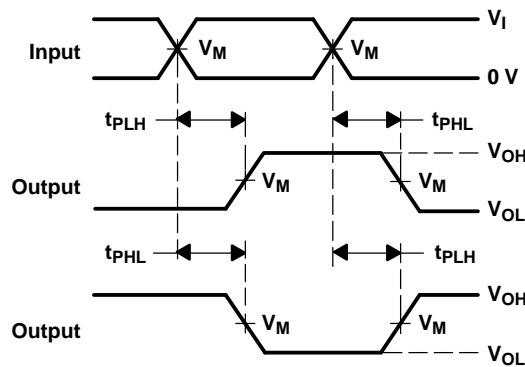 V_I
Input V_M V_M
0 V
t_PLH t_PHL
V_OH
Output V_M V_M
V_OL
t_PHL t_PLH
V_OH
Output V_M V_M
V_OL